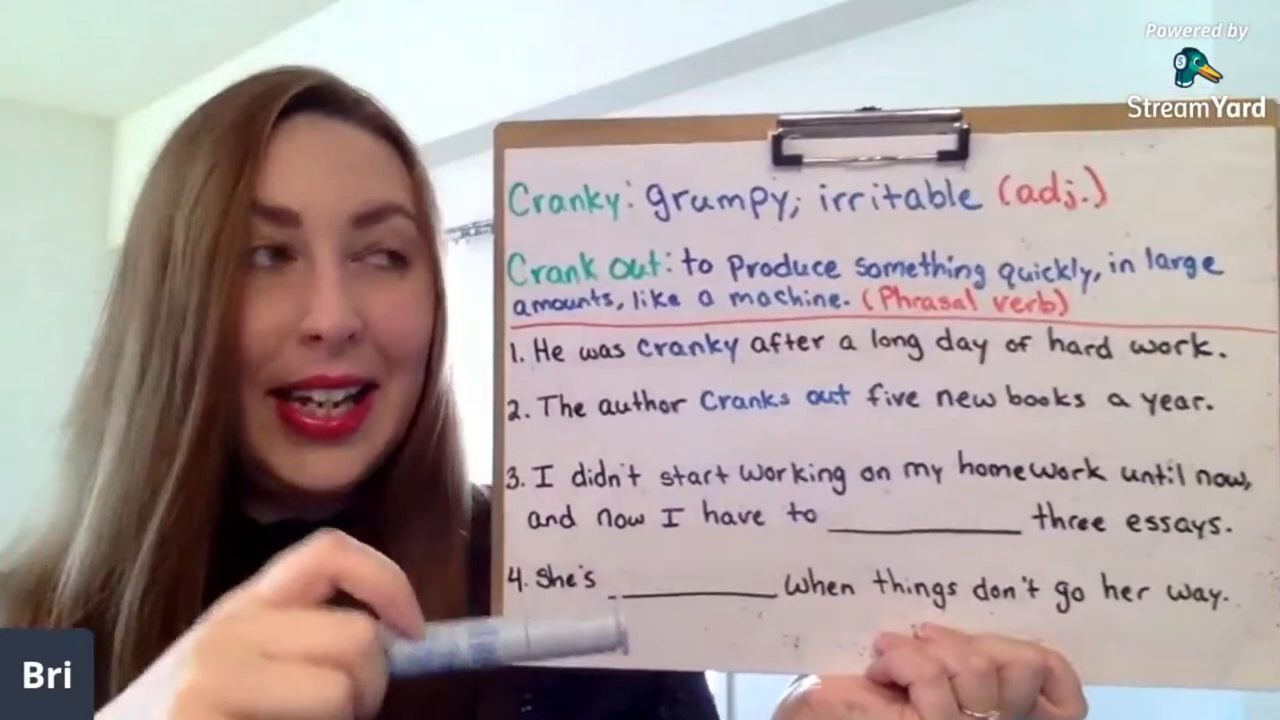 Powered by
StreamYard
Cranky: grumpy; irritable (adj.)
Crank out: to produce something quickly, in large
amounts, like a machine. (Phrasal verb)
1. He was cranky after a long day of hard work.
2. The author Cranks out five new books a year.
3. I didn't start working on my homework until now,
and now I have to __________ three essays.
4. She's __________ when things don't go her way.
Bri